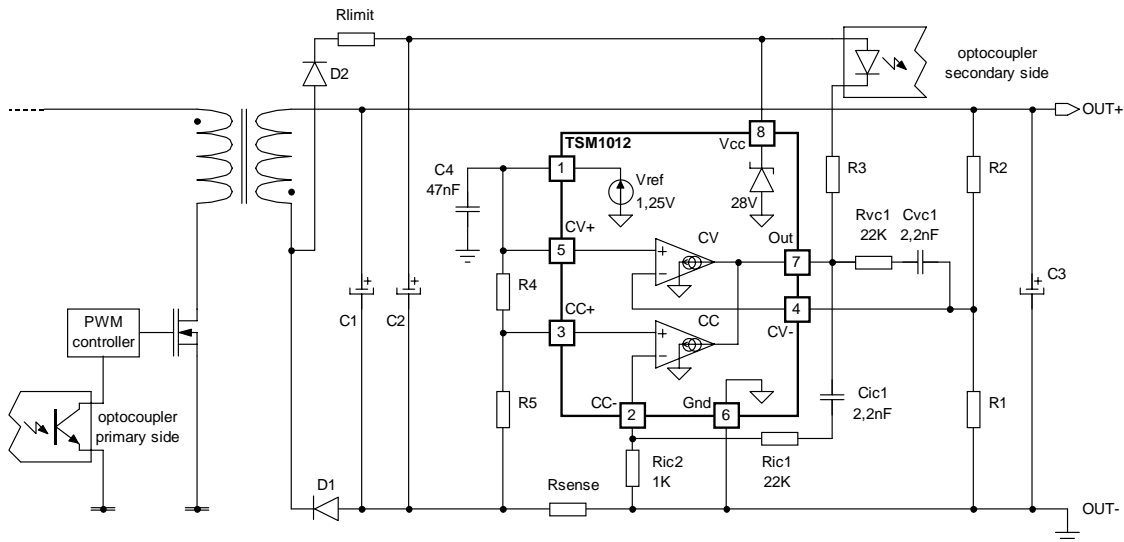 Rlimit
D2
optocoupler
secondary side
OUT+
TSM1012
8
Vcc
C4
47nF
1
Vref
1,25V
28V
R3
R2
Rvc1
22K
Cvc1
2,2nF
CV+
5
CV
Out
7
R4
C3
PWM
controller
C1
C2
CC+
3
CC
4
CV-
R5
CC-
2
Gnd
6
Cic1
2,2nF
R1
optocoupler
primary side
D1
Rsense
Ric2
1K
Ric1
22K
OUT-
+
+
+
+
−
+
−